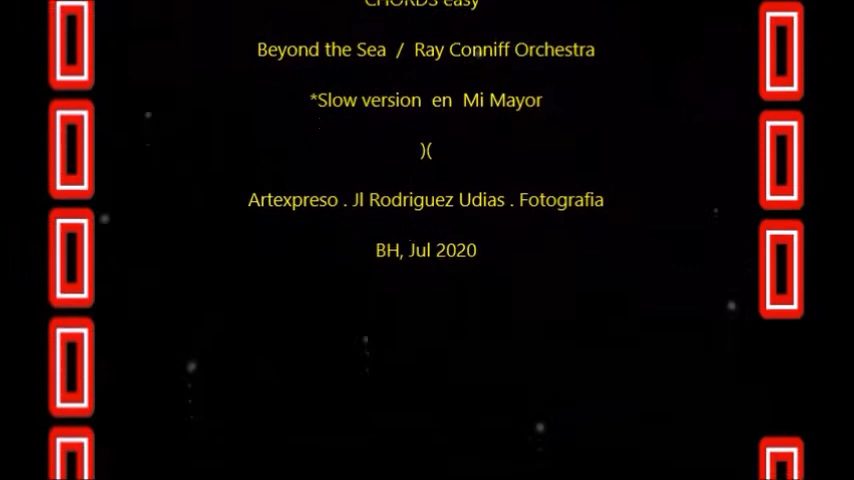 CHORDS easy
Beyond the Sea / Ray Conniff Orchestra
*Slow version en Mi Mayor
)(
Artexpreso . Jl Rodriguez Udias . Fotografia
BH, Jul 2020